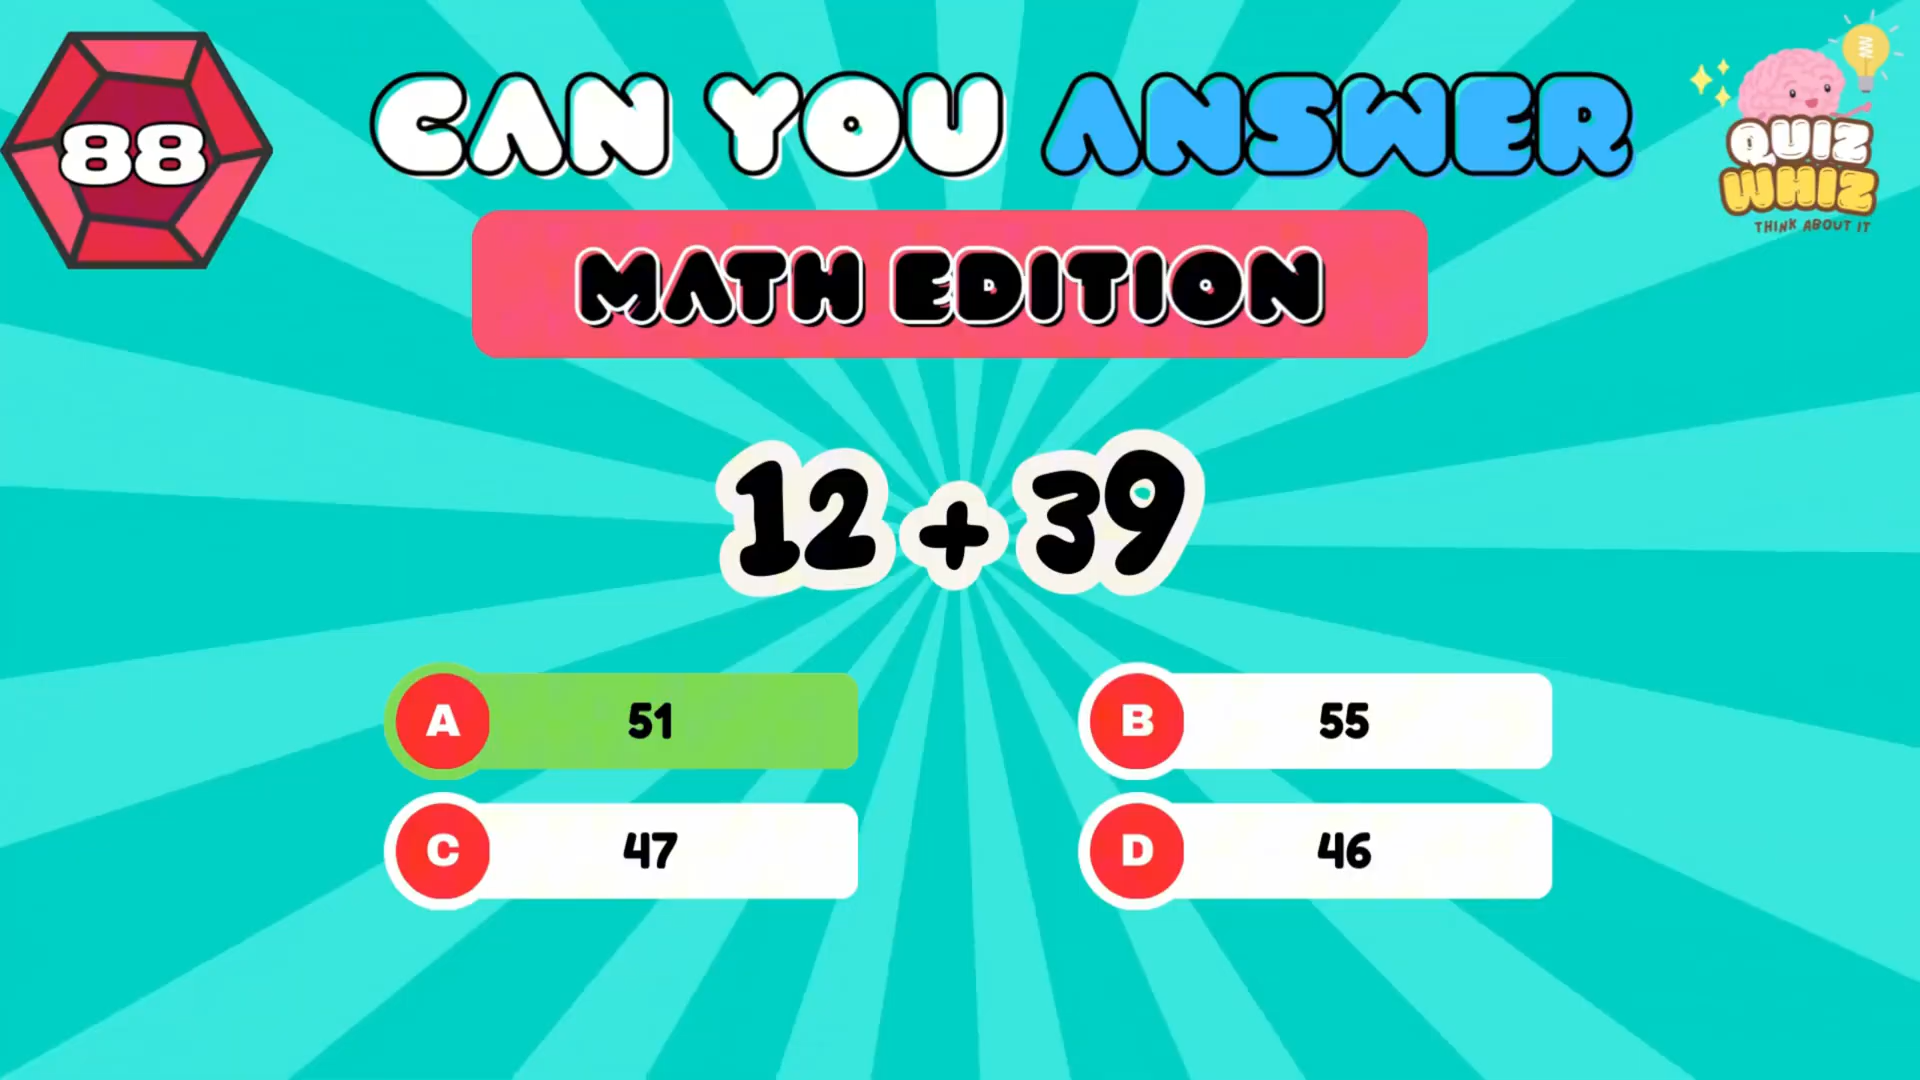 88
CAN YOU ANSWER
QUIZ
WHIZ
THINK ABOUT IT
MATH EDITION
12 + 39
A 51
B 55
C 47
D 46